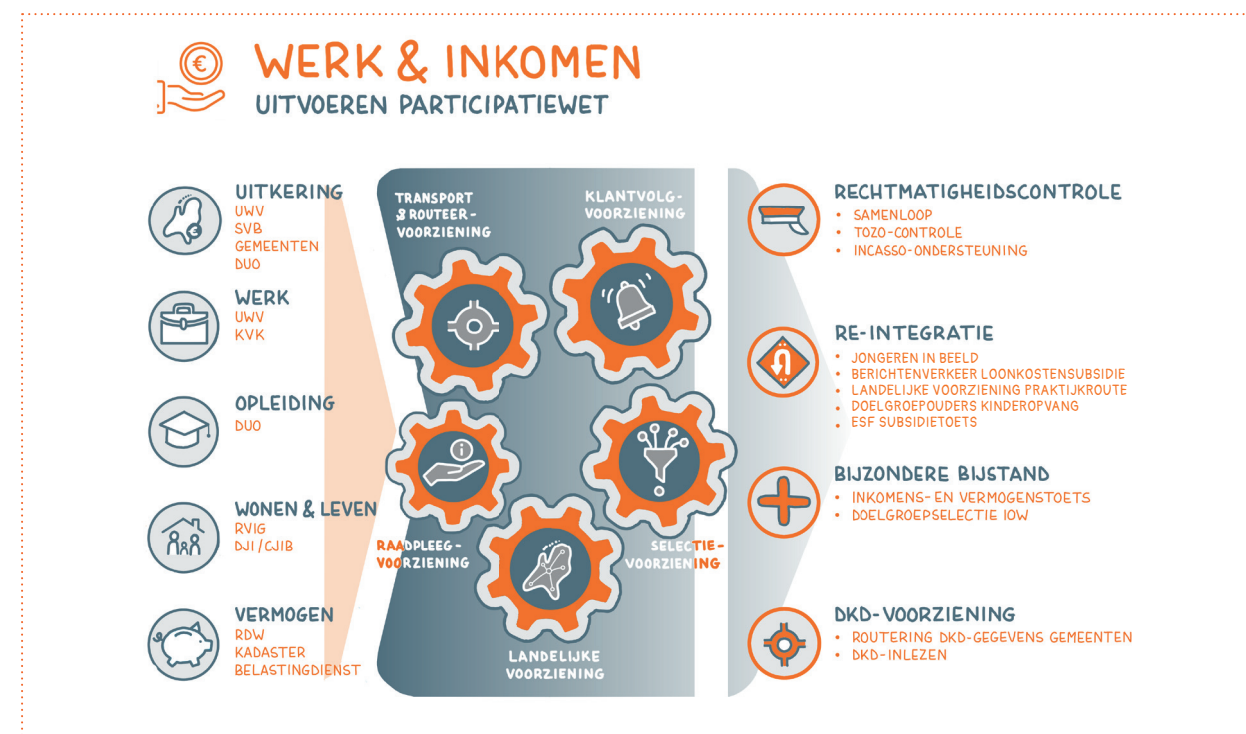 WERK & INKOMEN
UITVOEREN PARTICIPATIEWET
UITKERING
UWV
SVB
GEMEENTEN
DUO
WERK
UWV
KVK
OPLEIDING
DUO
WONEN & LEVEN
RVIG
DJI/CJIB
VERMOGEN
RDW
KADASTER
BELASTINGDIENST
TRANSPORT
& ROUTEER-
VOORZIENING
KLANTVOLG-
VOORZIENING
RAADPLEEG-
VOORZIENING
SELECTIE-
VOORZIENING
LANDELIJKE
VOORZIENING
RECHTMATIGHEIDSCONTROLE
• SAMENLOOP
• TOZO-CONTROLE
• INCASSO-ONDERSTEUNING
RE-INTEGRATIE
• JONGEREN IN BEELD
• BERICHTENVERKEER LOONKOSTENSUBSIDIE
• LANDELIJKE VOORZIENING PRAKTIJKROUTE
• DOELGROEPOUDERS KINDEROPVANG
• ESF SUBSIDIETOETS
BIJZONDERE BIJSTAND
• INKOMENS- EN VERMOGENSTOETS
• DOELGROEPSELECTIE IOW
DKD-VOORZIENING
• ROUTERING DKD-GEGEVENS GEMEENTEN
• DKD-INLEZEN